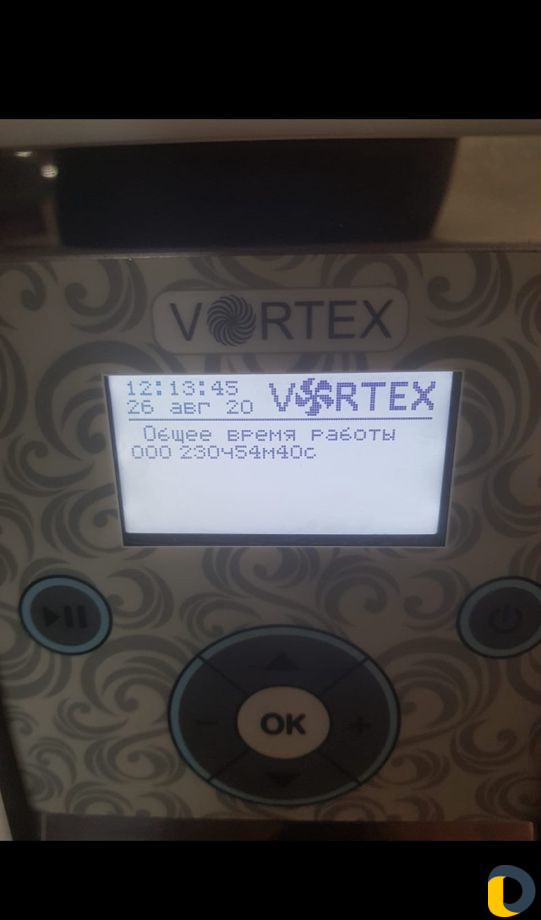 VORTEX
12:13:45
26 авг 20
VORTEX
Общее время работы
000 230ч54м40с
OK